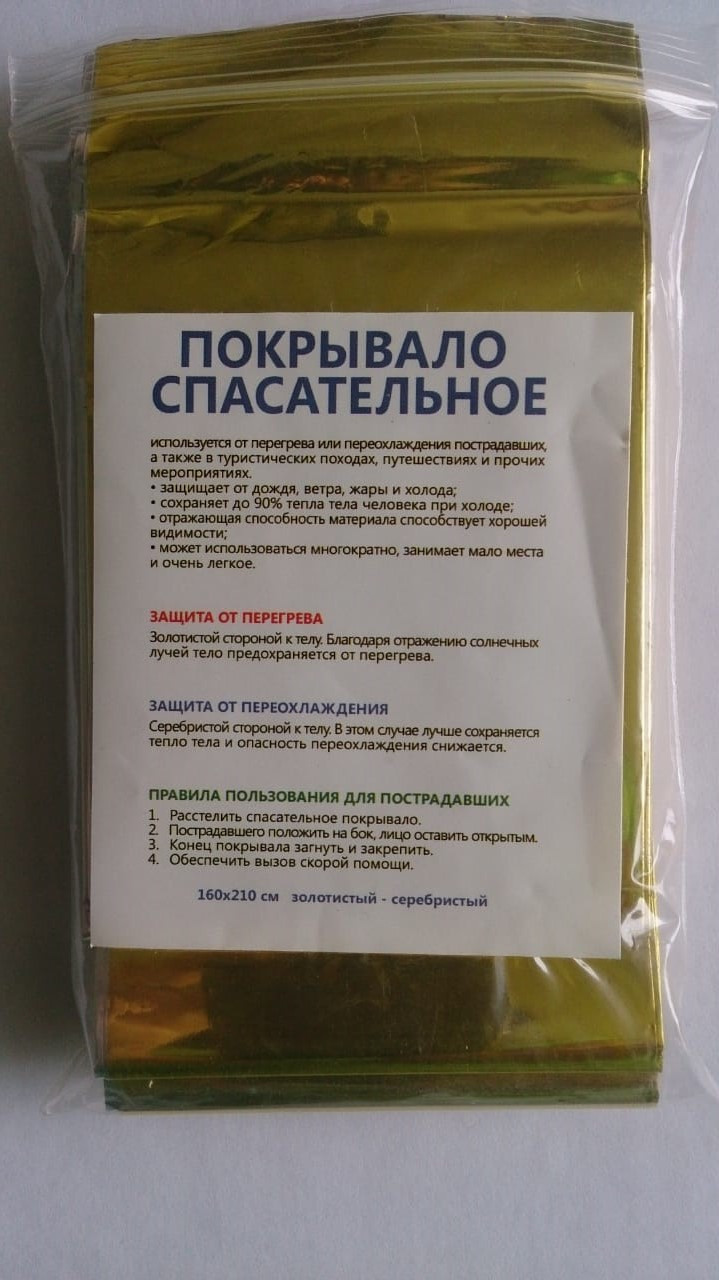 ПОКРЫВАЛО
СПАСАТЕЛЬНОЕ
используется от перегрева или переохлаждения пострадавших,
а также в туристических походах, путешествиях и прочих
мероприятиях.
• защищает от дождя, ветра, жары и холода;
• сохраняет до 90% тепла тела человека при холоде;
• отражающая способность материала способствует хорошей
видимости;
• может использоваться многократно, занимает мало места
и очень легкое.
ЗАЩИТА ОТ ПЕРЕГРЕВА
Золотистой стороной к телу. Благодаря отражению солнечных
лучей тело предохраняется от перегрева.
ЗАЩИТА ОТ ПЕРЕОХЛАЖДЕНИЯ
Серебристой стороной к телу. В этом случае лучше сохраняется
тепло тела и опасность переохлаждения снижается.
ПРАВИЛА ПОЛЬЗОВАНИЯ ДЛЯ ПОСТРАДАВШИХ
1. Расстелить спасательное покрывало.
2. Пострадавшего положить на бок, лицо оставить открытым.
3. Конец покрывала загнуть и закрепить.
4. Обеспечить вызов скорой помощи.
160х210 см золотистый - серебристый